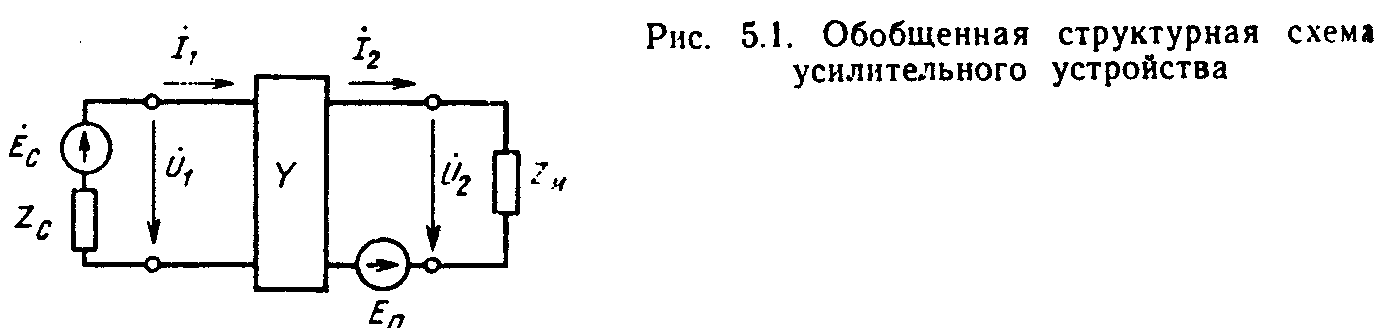 Рис. 5.1. Обобщенная структурная схема
усилительного устройства
İ₁
İ₂
Ė_C
U̇₁
У
U̇₂
Z_н
Z_C
E_п